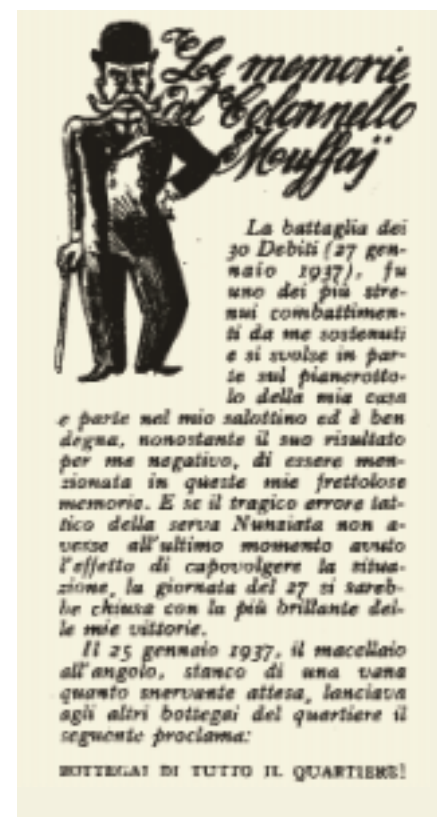 Le memorie
del Colonnello
Muffaj
La battaglia dei
30 Debiti (27 gen-
naio 1937), fu
uno dei più stre-
nui combattimen-
ti da me sostenuti
e si svolse in par-
te sul pianerotto-
lo della mia casa
e parte nel mio salottino ed è ben
degna, nonostante il suo risultato
per me negativo, di essere men-
zionata in queste mie frettolose
memorie. E se il tragico errore tat-
tico della serva Nunziata non a-
vesse all'ultimo momento avuto
l'effetto di capovolgere la situa-
zione, la giornata del 27 si sareb-
be chiusa con la più brillante del-
le mie vittorie.
Il 25 gennaio 1937, il macellaio
all'angolo, stanco di una vana
quanto snervante attesa, lanciava
agli altri bottegai del quartiere il
seguente proclama:
BOTTEGAI DI TUTTO IL QUARTIERE!